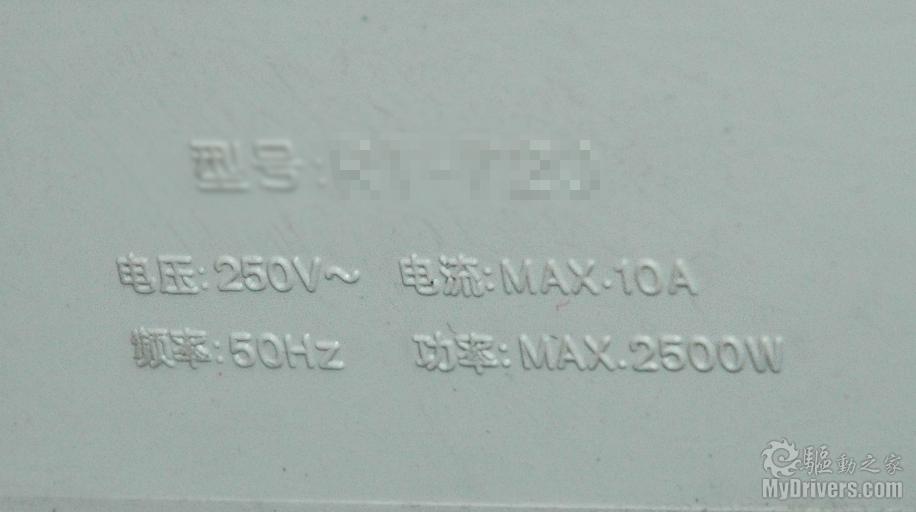 型号:
电压:250V~ 电流:MAX·10A
频率:50Hz 功率:MAX.2500W
驱動之家
MyDrivers.com